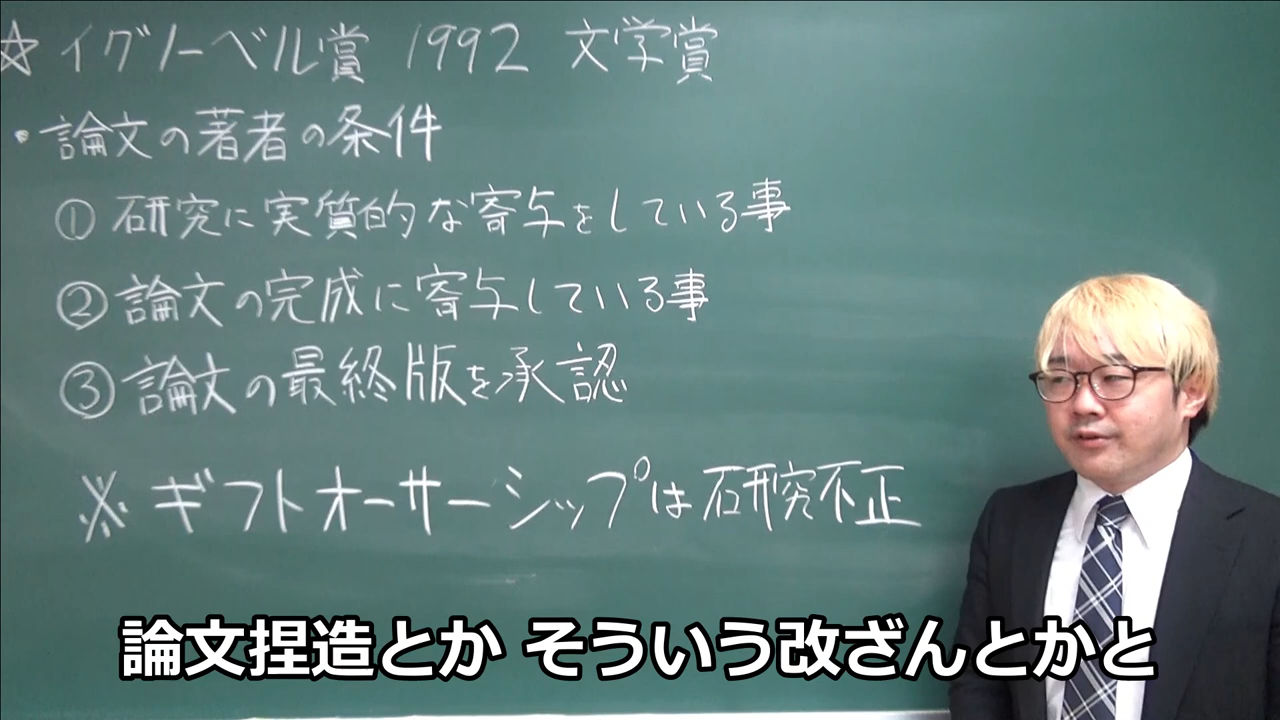 ☆イグノーベル賞 1992 文学賞
・論文の著者の条件
① 研究に実質的な寄与をしている事
② 論文の完成に寄与している事
③ 論文の最終版を承認
※ ギフトオーサーシップは研究不正
論文捏造とか そういう改ざんとかと